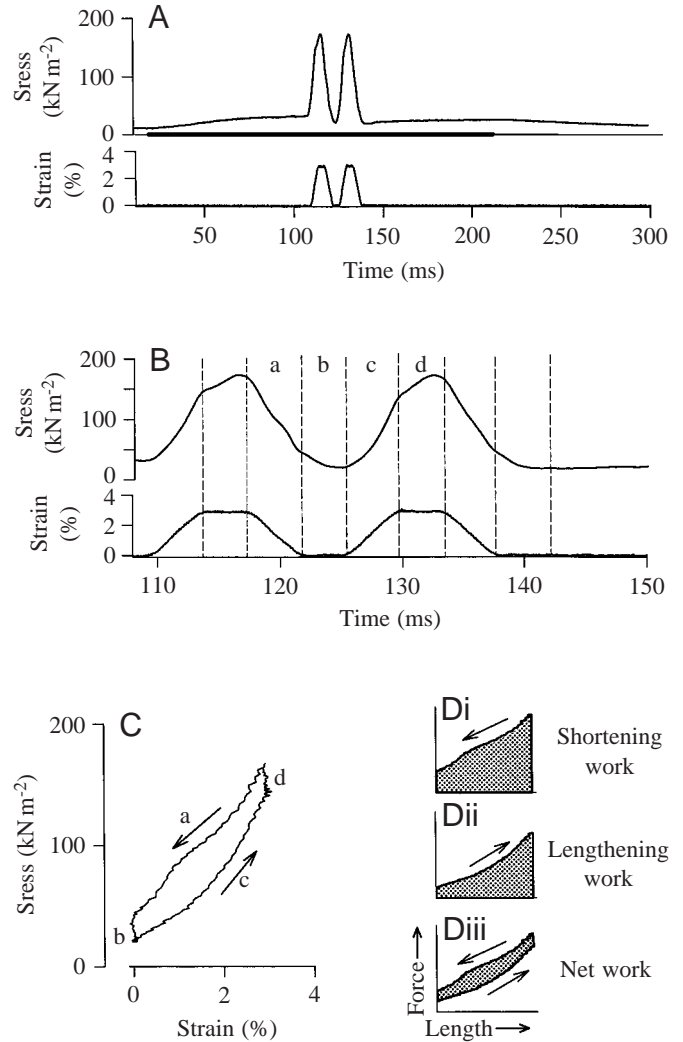 A
Sress
(kN m-2)
200
100
0
Strain
(%)
4
2
0
50 100 150 200 250 300
Time (ms)
B
a b c d
Sress
(kN m-2)
200
100
0
Strain
(%)
4
2
0
110 120 130 140 150
Time (ms)
C
Sress (kN m-2)
200
100
0
a
b
c
d
0 2 4
Strain (%)
Di
Shortening
work
Dii
Lengthening
work
Diii
Net work
Force
Length